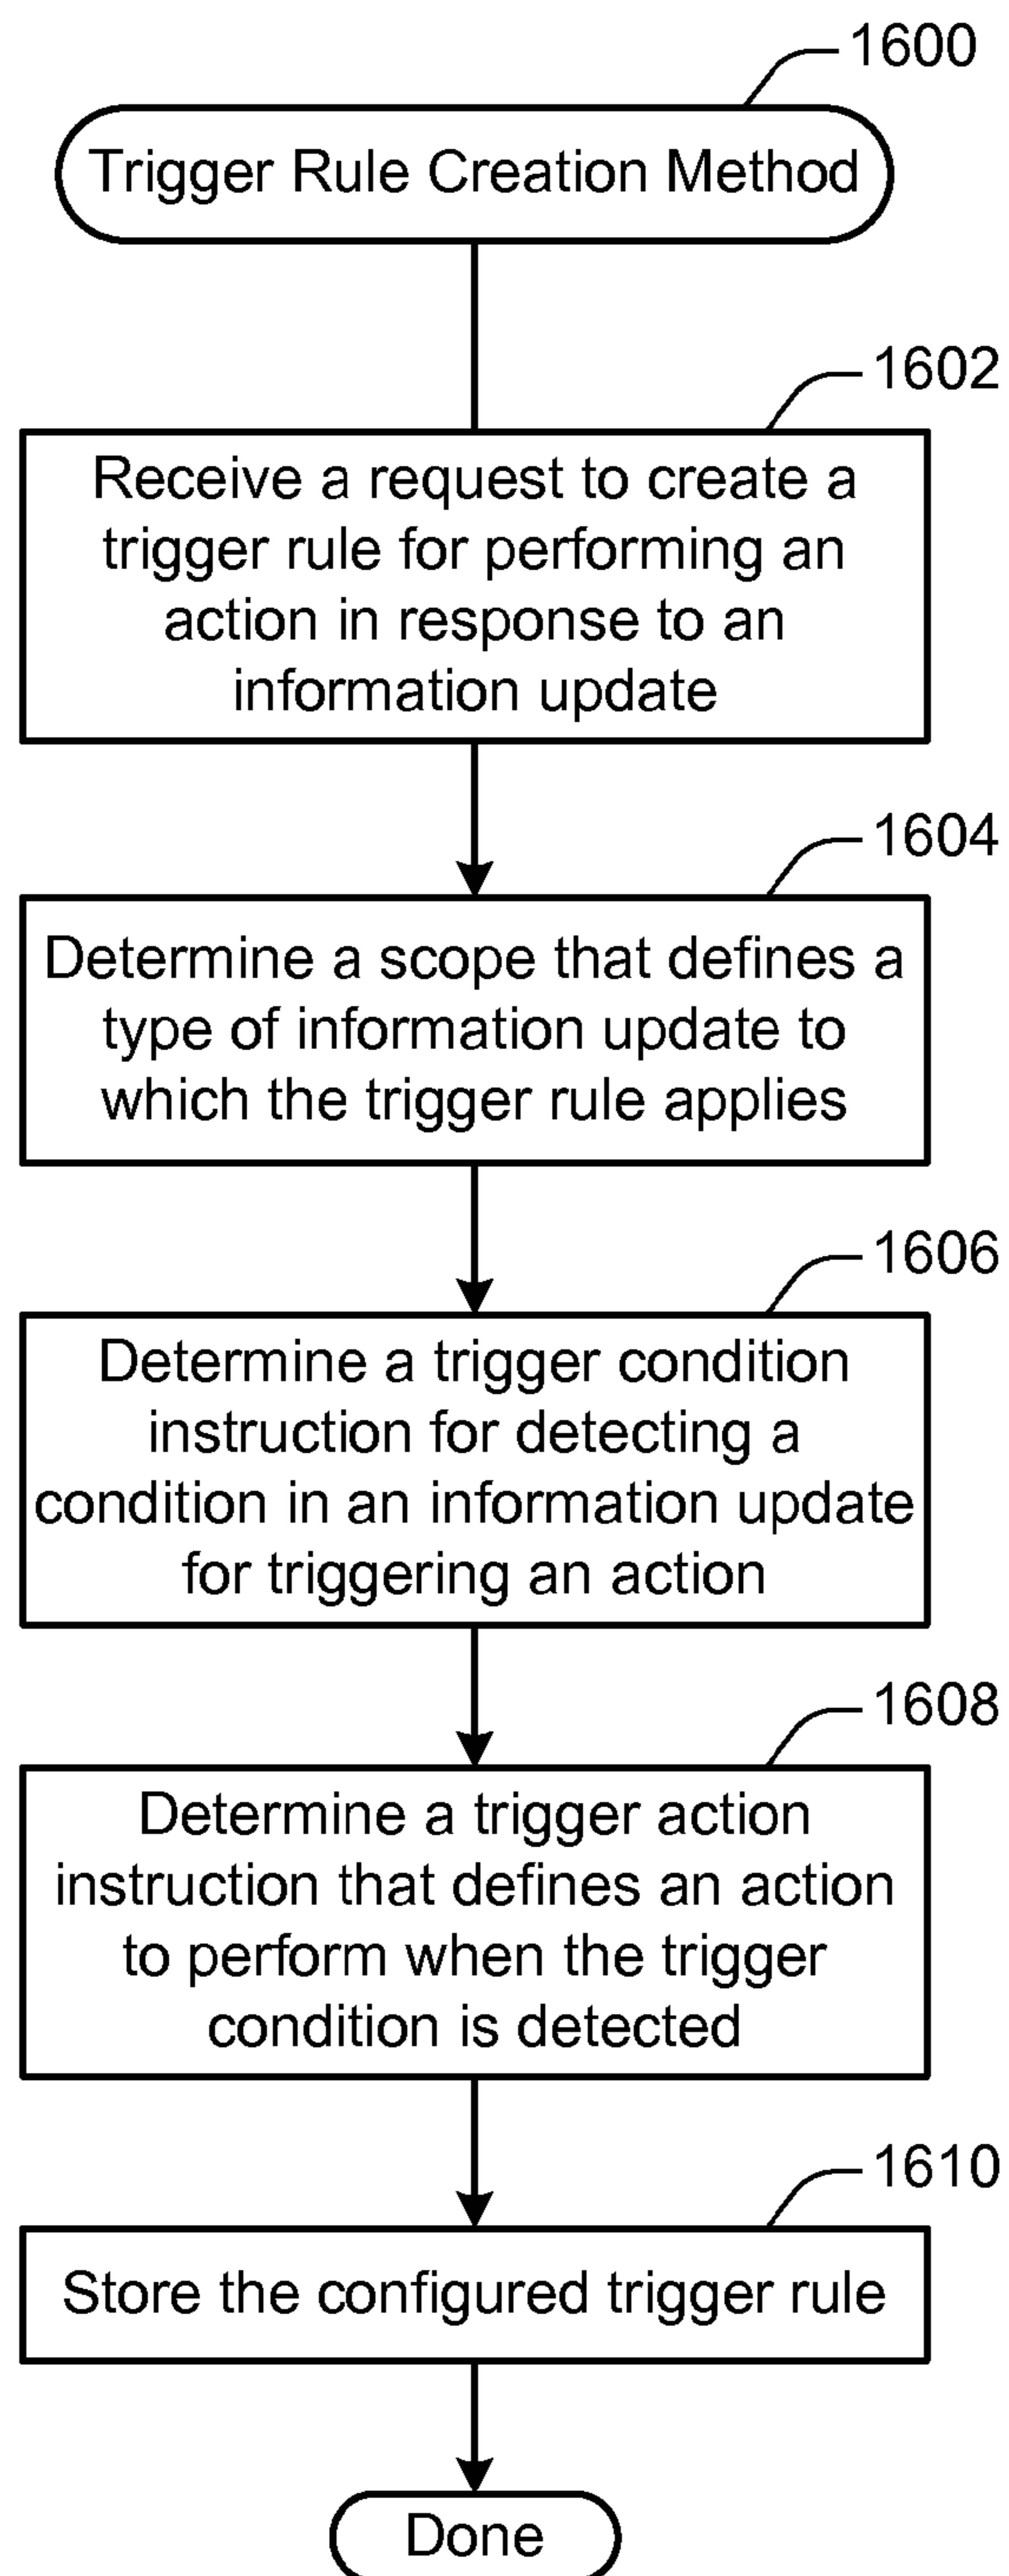 1600
Trigger Rule Creation Method
1602
Receive a request to create a
trigger rule for performing an
action in response to an
information update
1604
Determine a scope that defines a
type of information update to
which the trigger rule applies
1606
Determine a trigger condition
instruction for detecting a
condition in an information update
for triggering an action
1608
Determine a trigger action
instruction that defines an action
to perform when the trigger
condition is detected
1610
Store the configured trigger rule
Done